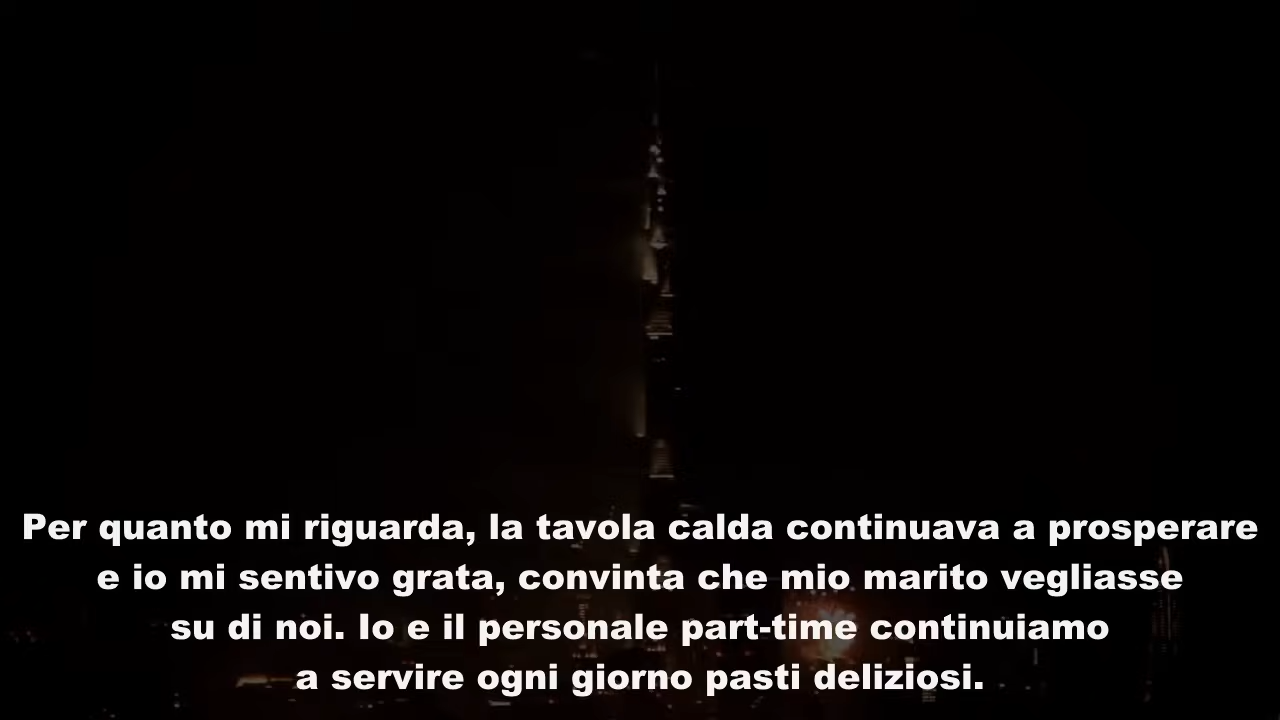 Per quanto mi riguarda, la tavola calda continuava a prosperare
e io mi sentivo grata, convinta che mio marito vegliasse
su di noi. Io e il personale part-time continuiamo
a servire ogni giorno pasti deliziosi.